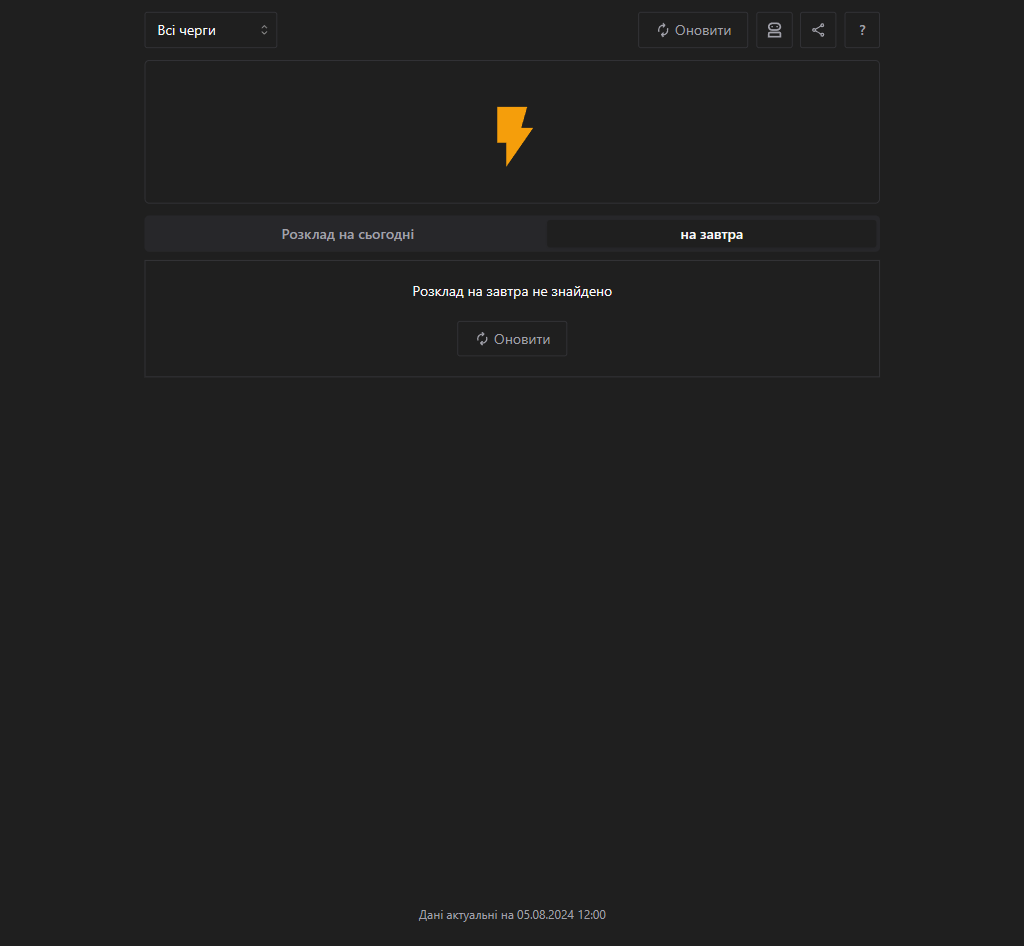 Всі черги
Оновити
?
Розклад на сьогодні
на завтра
Розклад на завтра не знайдено
Оновити
Дані актуальні на 05.08.2024 12:00